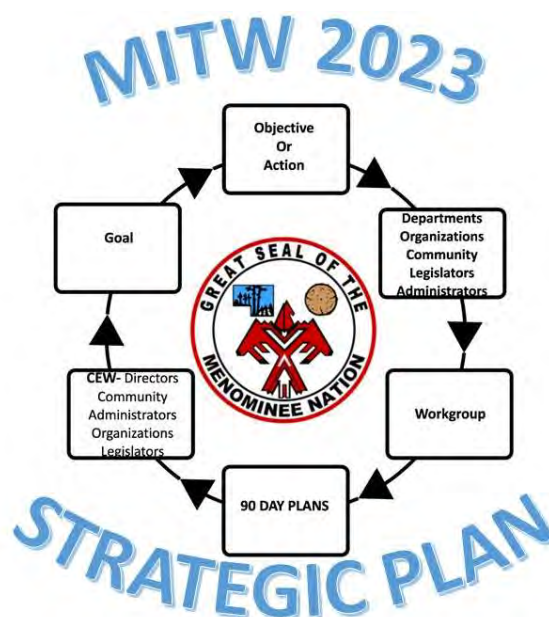 MITW 2023
Objective
Or
Action
Departments
Organizations
Community
Legislators
Administrators
Workgroup
90 DAY PLANS
CEW- Directors
Community
Administrators
Organizations
Legislators
Goal
GREAT SEAL OF THE
MENOMINEE NATION
STRATEGIC PLAN